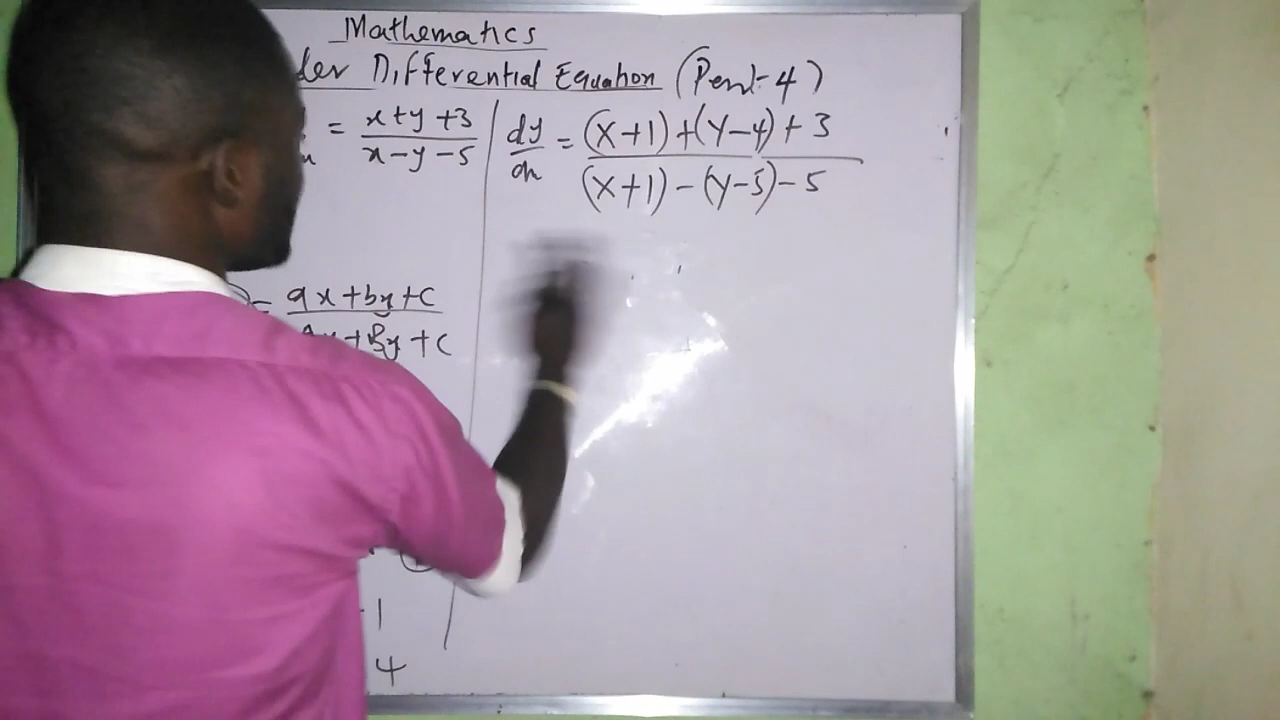 Mathematics
der Differential Equation (Part-4)
= x+y+3 / x-y-5
dy/dx = (X+1)+(Y-4)+3 / (X+1)-(Y-5)-5
= ax+by+c / Ax+By+C
-1
4